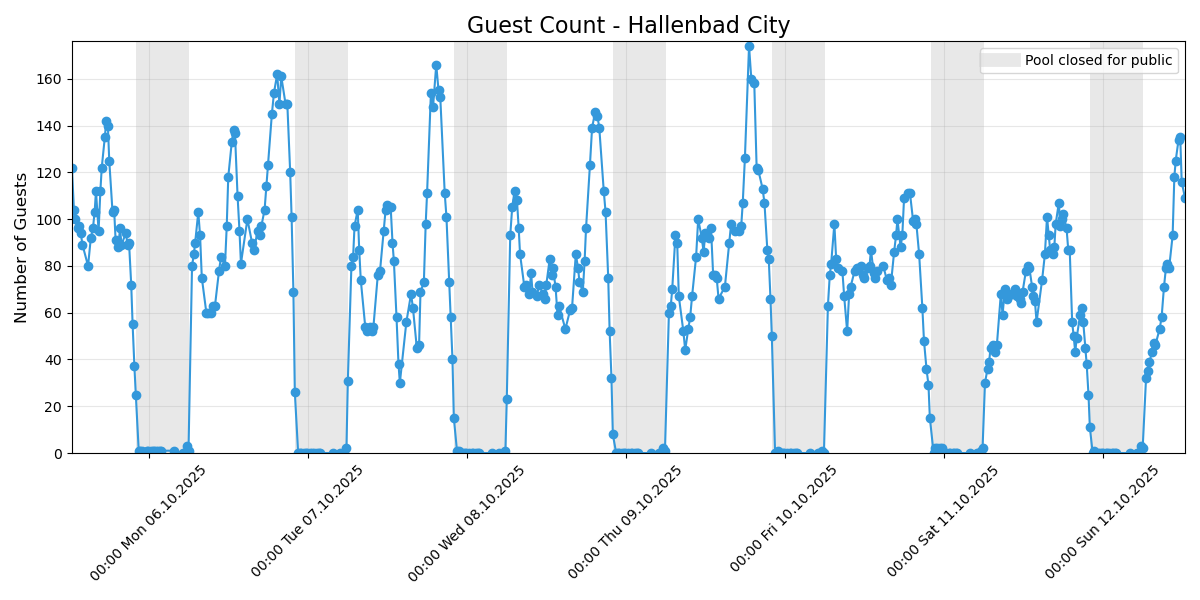 Guest Count - Hallenbad City
Pool closed for public
Number of Guests
160
140
120
100
80
60
40
20
0
00:00 Mon 06.10.2025
00:00 Tue 07.10.2025
00:00 Wed 08.10.2025
00:00 Thu 09.10.2025
00:00 Fri 10.10.2025
00:00 Sat 11.10.2025
00:00 Sun 12.10.2025